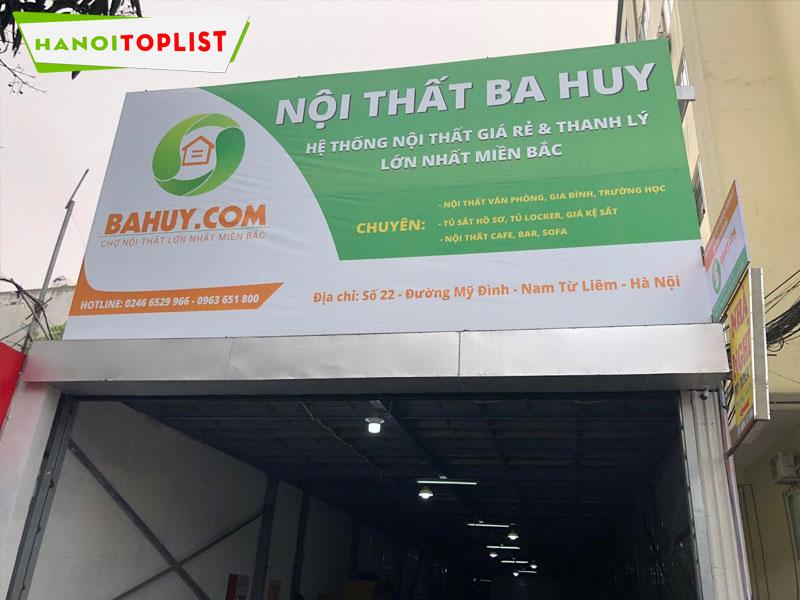 HANOITOPLIST
NỘI THẤT BA HUY
HỆ THỐNG NỘI THẤT GIÁ RẺ & THANH LÝ
LỚN NHẤT MIỀN BẮC
BAHUY.COM
CHỢ NỘI THẤT LỚN NHẤT MIỀN BẮC
CHUYÊN:
- NỘI THẤT VĂN PHÒNG, GIA ĐÌNH, TRƯỜNG HỌC
- TỦ SẮT HỒ SƠ, TỦ LOCKER, GIÁ KỆ SẮT
- NỘI THẤT CAFE, BAR, SOFA
HOTLINE: 0246 6529 966 - 0963 651 800
Địa chỉ: Số 22 - Đường Mỹ Đình - Nam Từ Liêm - Hà Nội
NHÀ
NGHỈ